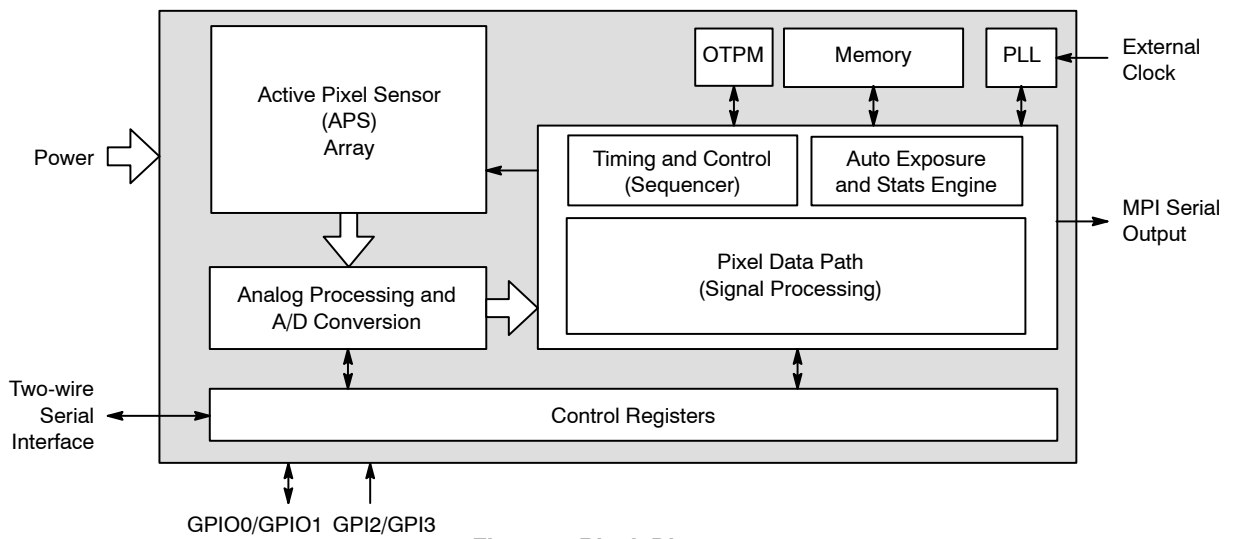 Active Pixel Sensor
(APS)
Array
OTPM
Memory
PLL
External
Clock
Power
Timing and Control
(Sequencer)
Auto Exposure
and Stats Engine
MPI Serial
Output
Pixel Data Path
(Signal Processing)
Analog Processing and
A/D Conversion
Two-wire
Serial
Interface
Control Registers
GPIO0/GPIO1
GPI2/GPI3